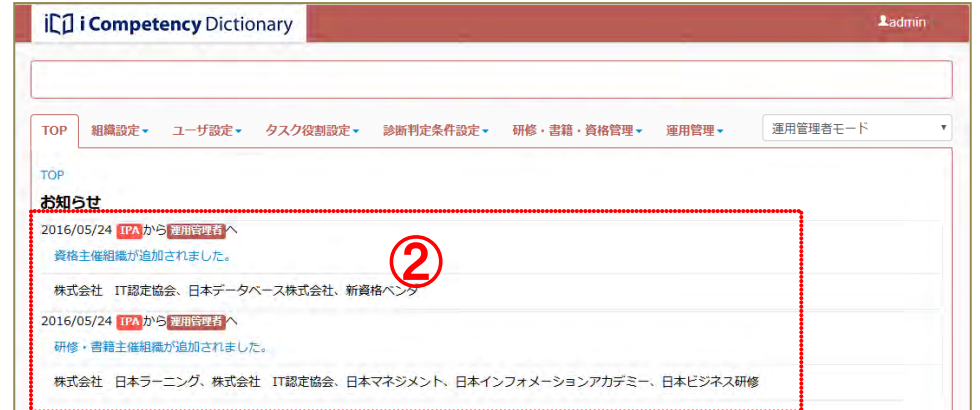 iCD i Competency Dictionary
admin
TOP 組織設定 ユーザ設定 タスク役割設定 診断判定条件設定 研修・書籍・資格管理 運用管理 運用管理者モード
TOP
お知らせ
2016/05/24 IPAから運用管理者へ
資格主催組織が追加されました。
②
株式会社 IT認定協会、日本データベース株式会社、新資格ベンダ
2016/05/24 IPAから運用管理者へ
研修・書籍主催組織が追加されました。
株式会社 日本ラーニング、株式会社 IT認定協会、日本マネジメント、日本インフォメーションアカデミー、日本ビジネス研修